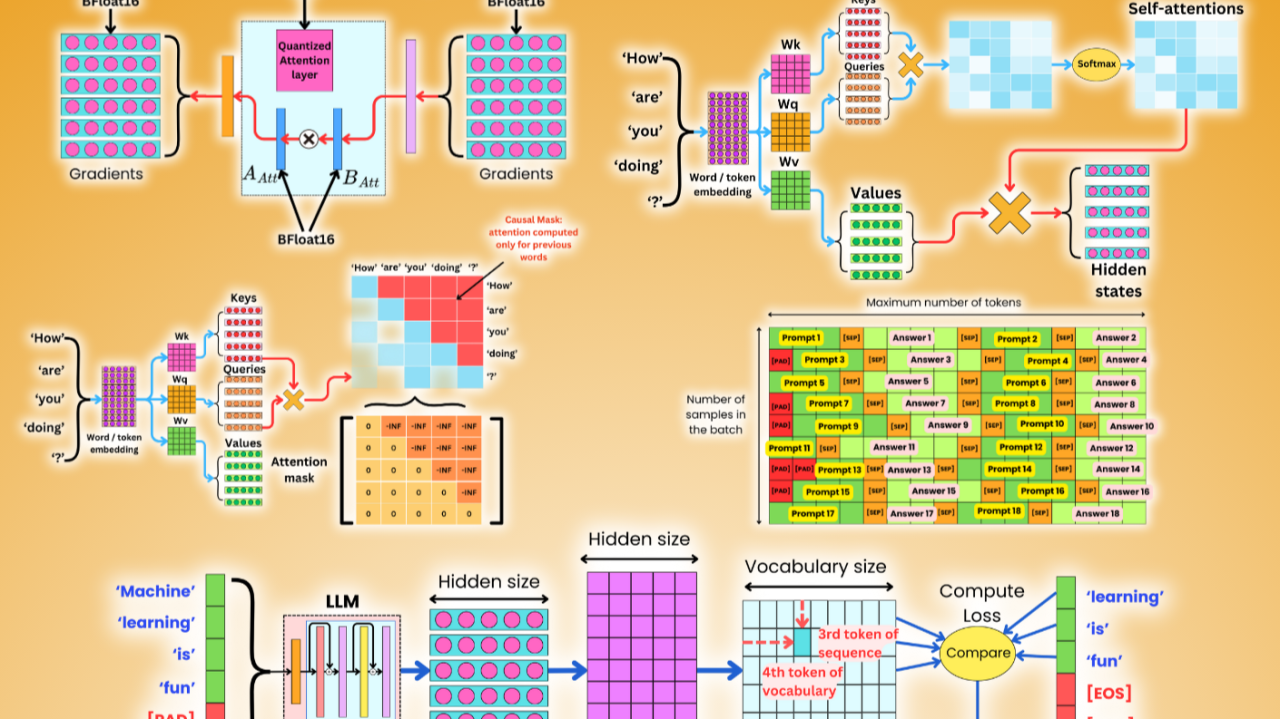 BFloat16
BFloat16
Quantized
Attention
layer
Gradients
Gradients
A_Att
B_Att
BFloat16
Keys
Self-attentions
Wk
'How'
Queries
Softmax
'are'
Wq
'you'
'doing'
Wv
Word / token
embedding
Values
'?'
Hidden
states
Causal Mask:
attention computed
only for previous
words
'How' 'are' 'you' 'doing' '?'
'How'
'are'
'you'
'doing'
'?'
Keys
'How'
Wk
'are'
Queries
Wq
'you'
Wv
'doing'
Word / token
embedding
Values
'?'
Attention
mask
0 -INF -INF -INF -INF
0 0 -INF -INF -INF
0 0 0 -INF -INF
0 0 0 0 -INF
0 0 0 0 0
Maximum number of tokens
Number of
samples in
the batch
Prompt 1 [SEP] Answer 1 [SEP] Prompt 2 [SEP] Answer 2
[PAD] Prompt 3 [SEP] Answer 3 [SEP] Prompt 4 [SEP] Answer 4
Prompt 5 [SEP] Answer 5 [SEP] Prompt 6 [SEP] Answer 6
[PAD] Prompt 7 [SEP] Answer 7 [SEP] Prompt 8 [SEP] Answer 8
[PAD] Prompt 9 [SEP] Answer 9 [SEP] Prompt 10 [SEP] Answer 10
Prompt 11 [SEP] Answer 11 [SEP] Prompt 12 [SEP] Answer 12
[PAD] [PAD] Prompt 13 [SEP] Answer 13 [SEP] Prompt 14 [SEP] Answer 14
[PAD] Prompt 15 [SEP] Answer 15 [SEP] Prompt 16 [SEP] Answer 16
Prompt 17 [SEP] Answer 17 [SEP] Prompt 18 [SEP] Answer 18
'Machine'
'learning'
'is'
'fun'
[PAD]
LLM
Hidden size
Hidden size
Vocabulary size
3rd token of
sequence
4th token of
vocabulary
Compute
Loss
Compare
'learning'
'is'
'fun'
[EOS]